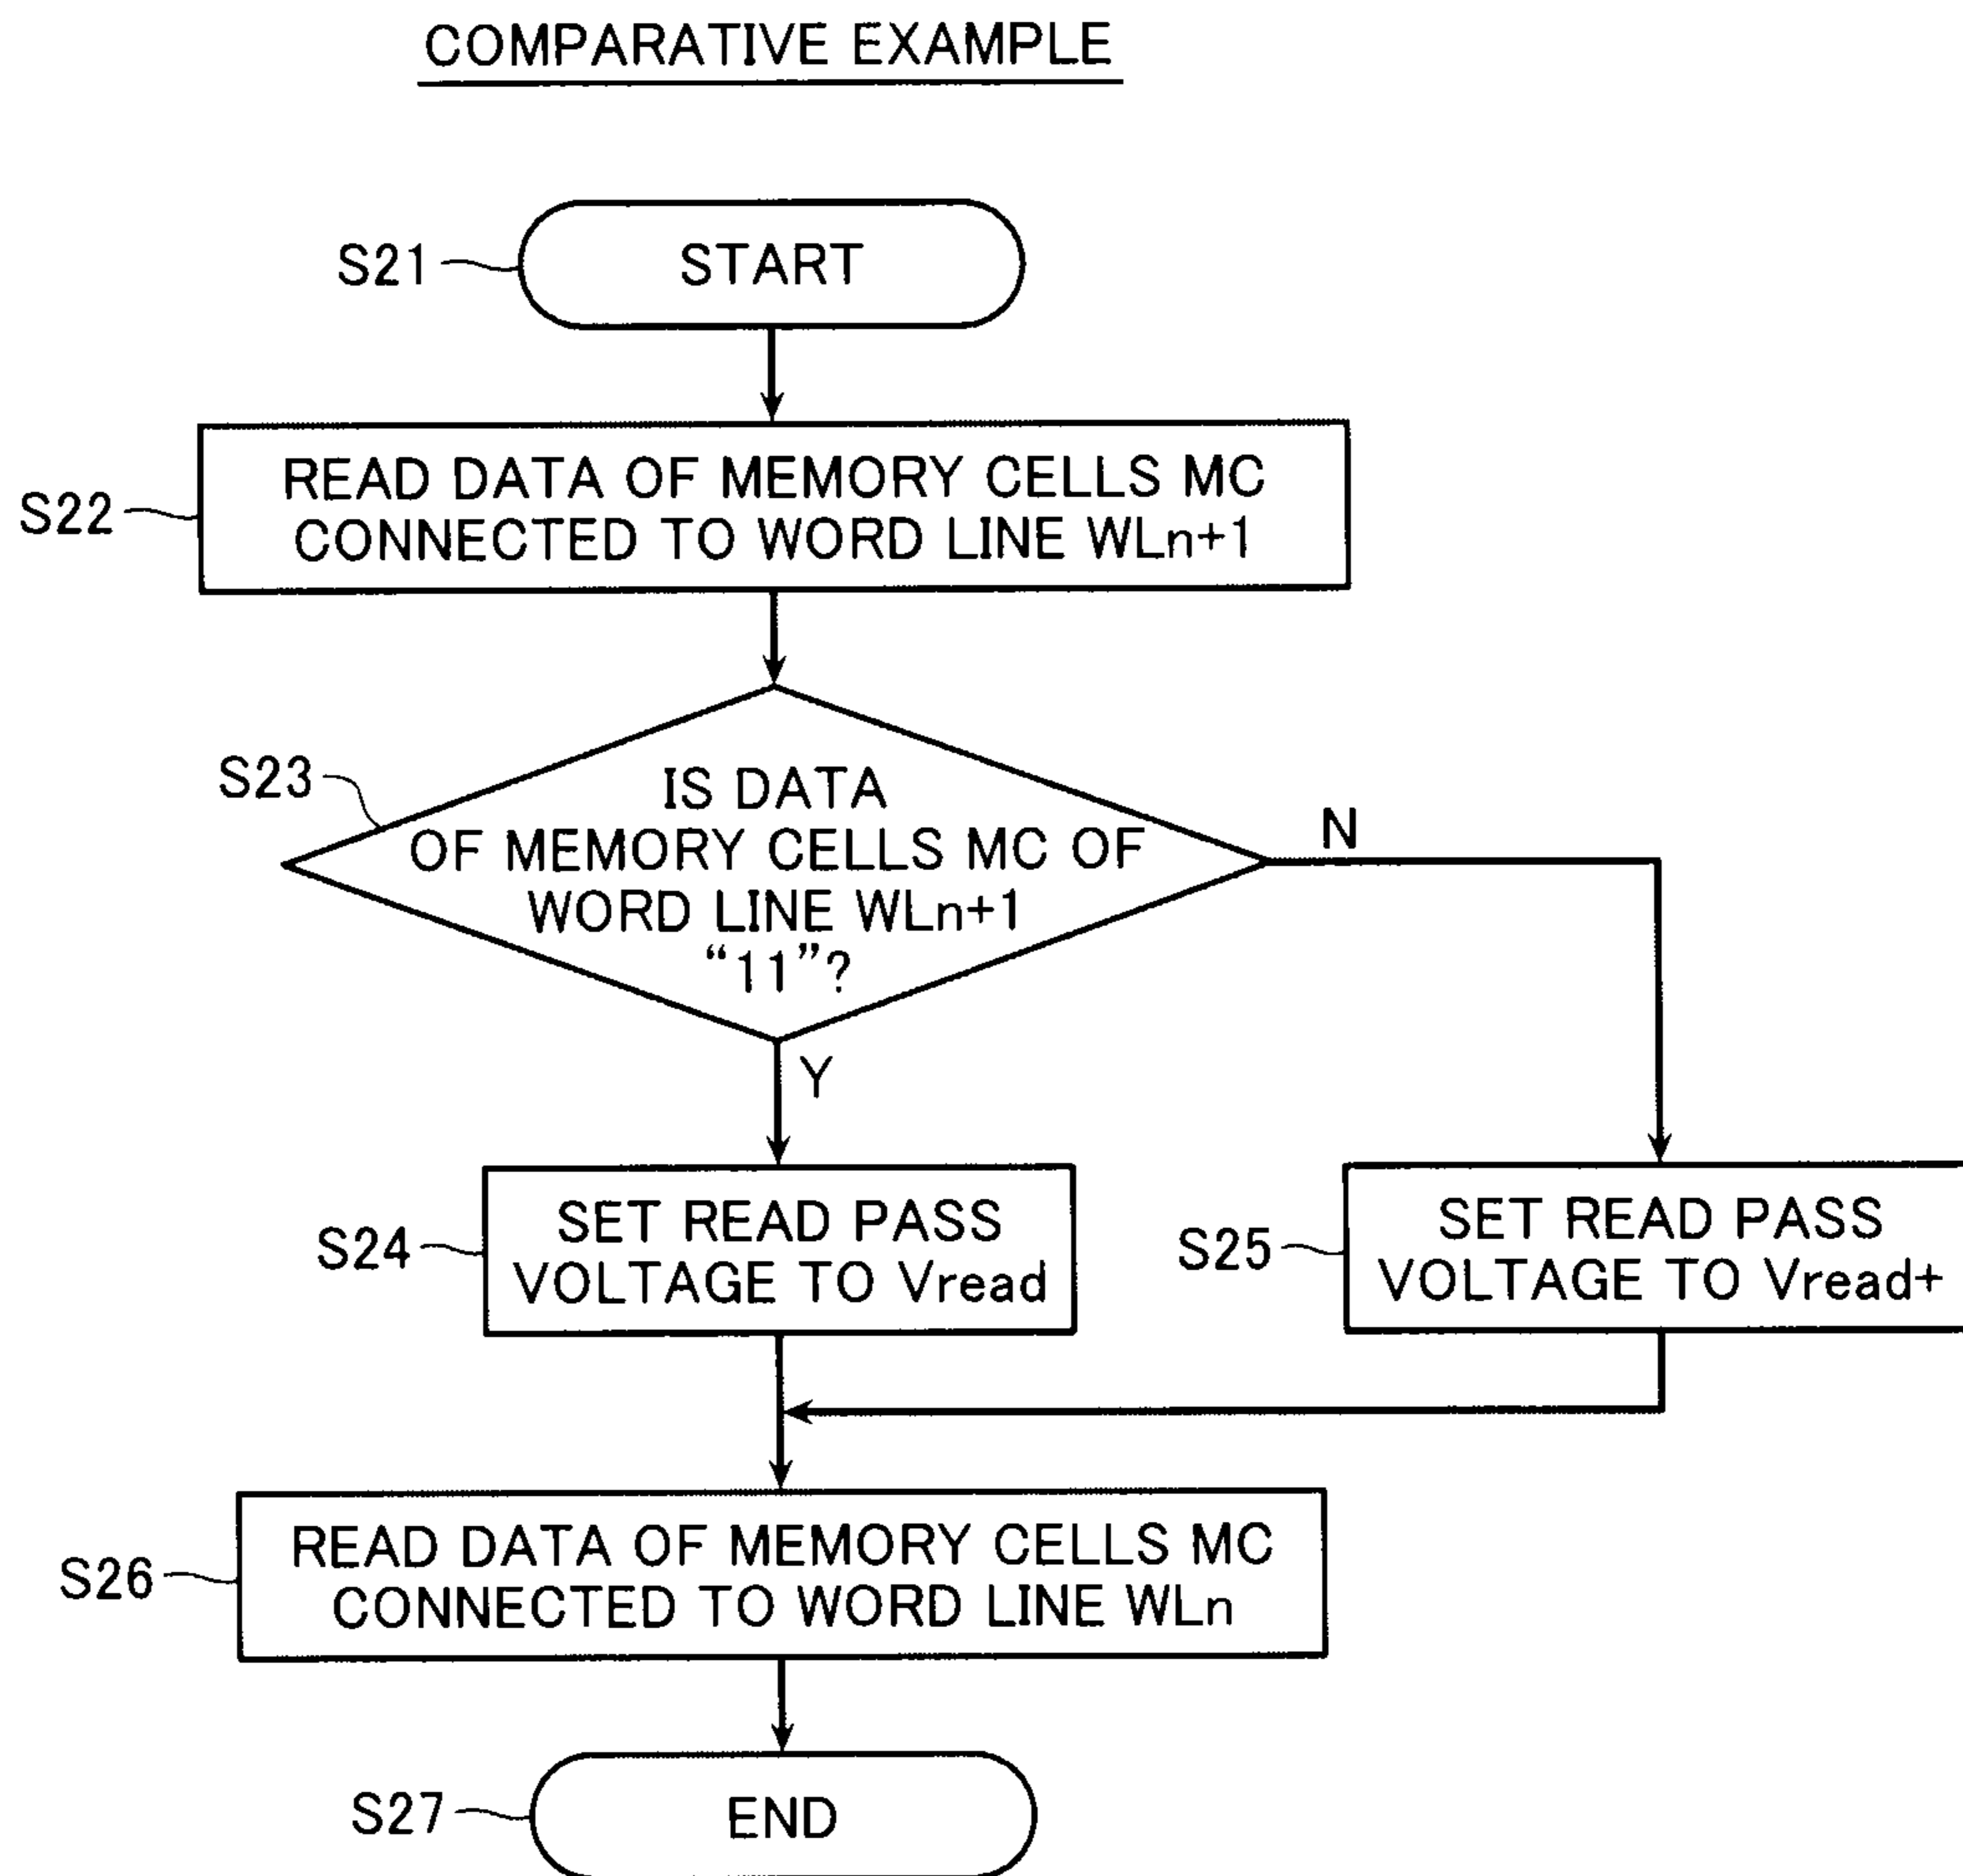 COMPARATIVE EXAMPLE
S21
START
S22
READ DATA OF MEMORY CELLS MC
CONNECTED TO WORD LINE WLn+1
S23
IS DATA
OF MEMORY CELLS MC OF
WORD LINE WLn+1
“11”?
N
Y
S24
SET READ PASS
VOLTAGE TO Vread
S25
SET READ PASS
VOLTAGE TO Vread+
S26
READ DATA OF MEMORY CELLS MC
CONNECTED TO WORD LINE WLn
S27
END